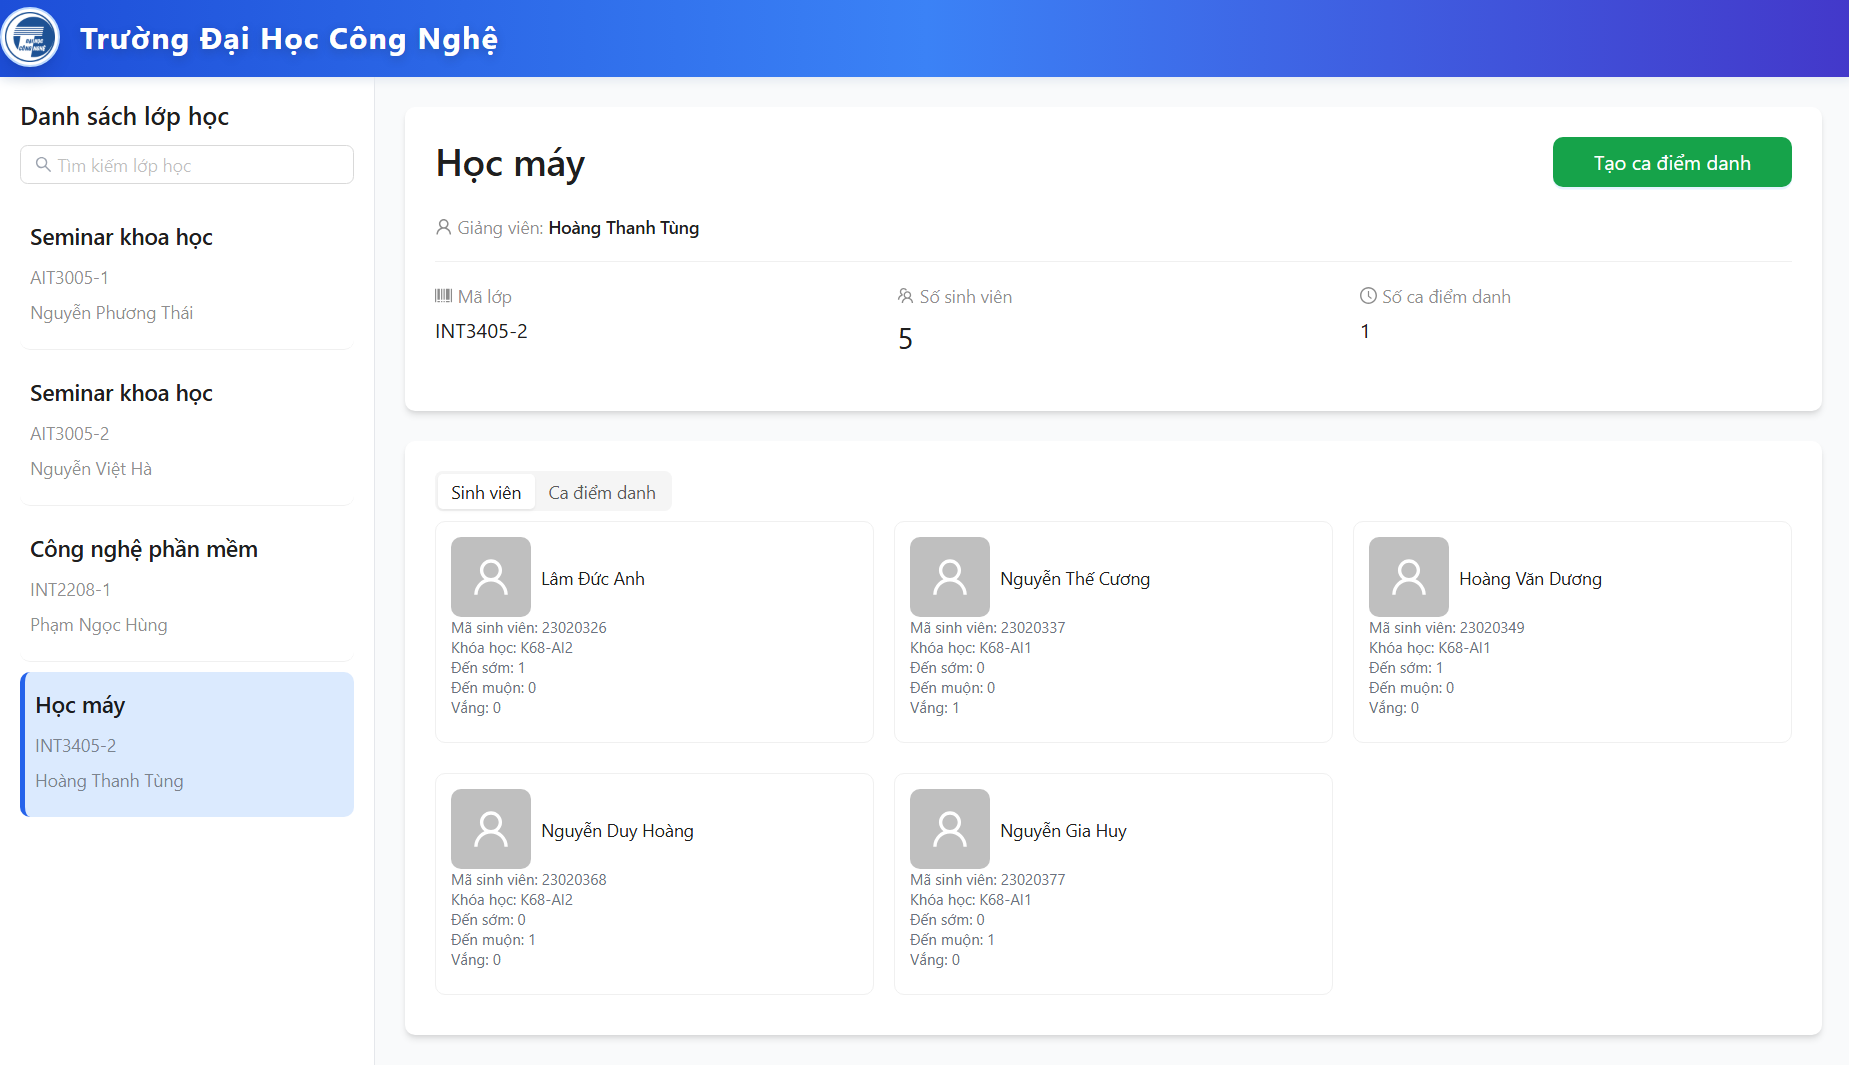 ĐẠI HỌC
CÔNG NGHỆ
Trường Đại Học Công Nghệ
Danh sách lớp học
Tìm kiếm lớp học
Seminar khoa học
AIT3005-1
Nguyễn Phương Thái
Seminar khoa học
AIT3005-2
Nguyễn Việt Hà
Công nghệ phần mềm
INT2208-1
Phạm Ngọc Hùng
Học máy
INT3405-2
Hoàng Thanh Tùng
Học máy
Tạo ca điểm danh
Giảng viên: Hoàng Thanh Tùng
Mã lớp
INT3405-2
Số sinh viên
5
Số ca điểm danh
1
Sinh viên
Ca điểm danh
Lâm Đức Anh
Mã sinh viên: 23020326
Khóa học: K68-AI2
Đến sớm: 1
Đến muộn: 0
Vắng: 0
Nguyễn Thế Cương
Mã sinh viên: 23020337
Khóa học: K68-AI1
Đến sớm: 0
Đến muộn: 0
Vắng: 1
Hoàng Văn Dương
Mã sinh viên: 23020349
Khóa học: K68-AI1
Đến sớm: 1
Đến muộn: 0
Vắng: 0
Nguyễn Duy Hoàng
Mã sinh viên: 23020368
Khóa học: K68-AI2
Đến sớm: 0
Đến muộn: 1
Vắng: 0
Nguyễn Gia Huy
Mã sinh viên: 23020377
Khóa học: K68-AI1
Đến sớm: 0
Đến muộn: 1
Vắng: 0